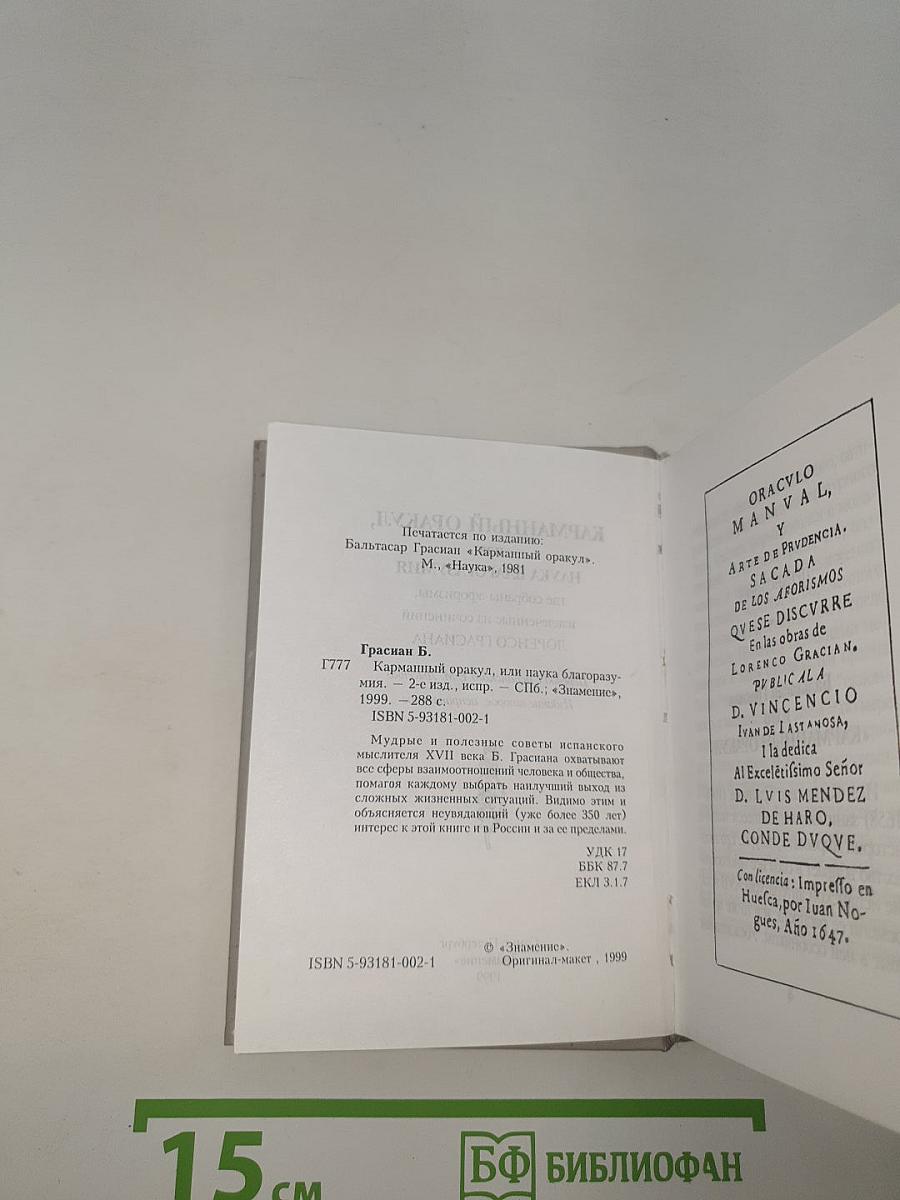 Печатается по изданию:
Бальтасар Грасиан «Карманный оракул».
М., «Наука», 1981
Грасиан Б.
Г777 Карманный оракул, или наука благоразу-
мия. — 2-е изд., испр. — СПб.; «Знамение»,
1999. —288 с.
ISBN 5-93181-002-1
Мудрые и полезные советы испанского
мыслителя XVII века Б. Грасиана охватывают
все сферы взаимоотношений человека и общества,
помогая каждому выбрать наилучший выход из
сложных жизненных ситуаций. Видимо этим и
объясняется неувядающий (уже более 350 лет)
интерес к этой книге и в России и за ее пределами.
УДК 17
ББК 87.7
ЕКЛ 3.1.7
© «Знамение».
ISBN 5-93181-002-1 Оригинал-макет , 1999
ORACVLO
MANVAL,
Y
ARTE DE PRVDENCIA.
SACADA
DE LOS AFORISMOS
QVE SE DISCVRRE
En las obras de
LORENCO GRACIAN.
PVBLICALA
D. VINCENCIO
IVAN DE LASTANOSA,
I la dedica
Al Excelẽtiſsimo Señor
D. LVIS MENDEZ
DE HARO,
CONDE DVQVE.
Con licencia: Impreſſo en
Hueſca, por Iuan No-
gues, Año 1647.
15 см
БФ БИБЛИОФАН